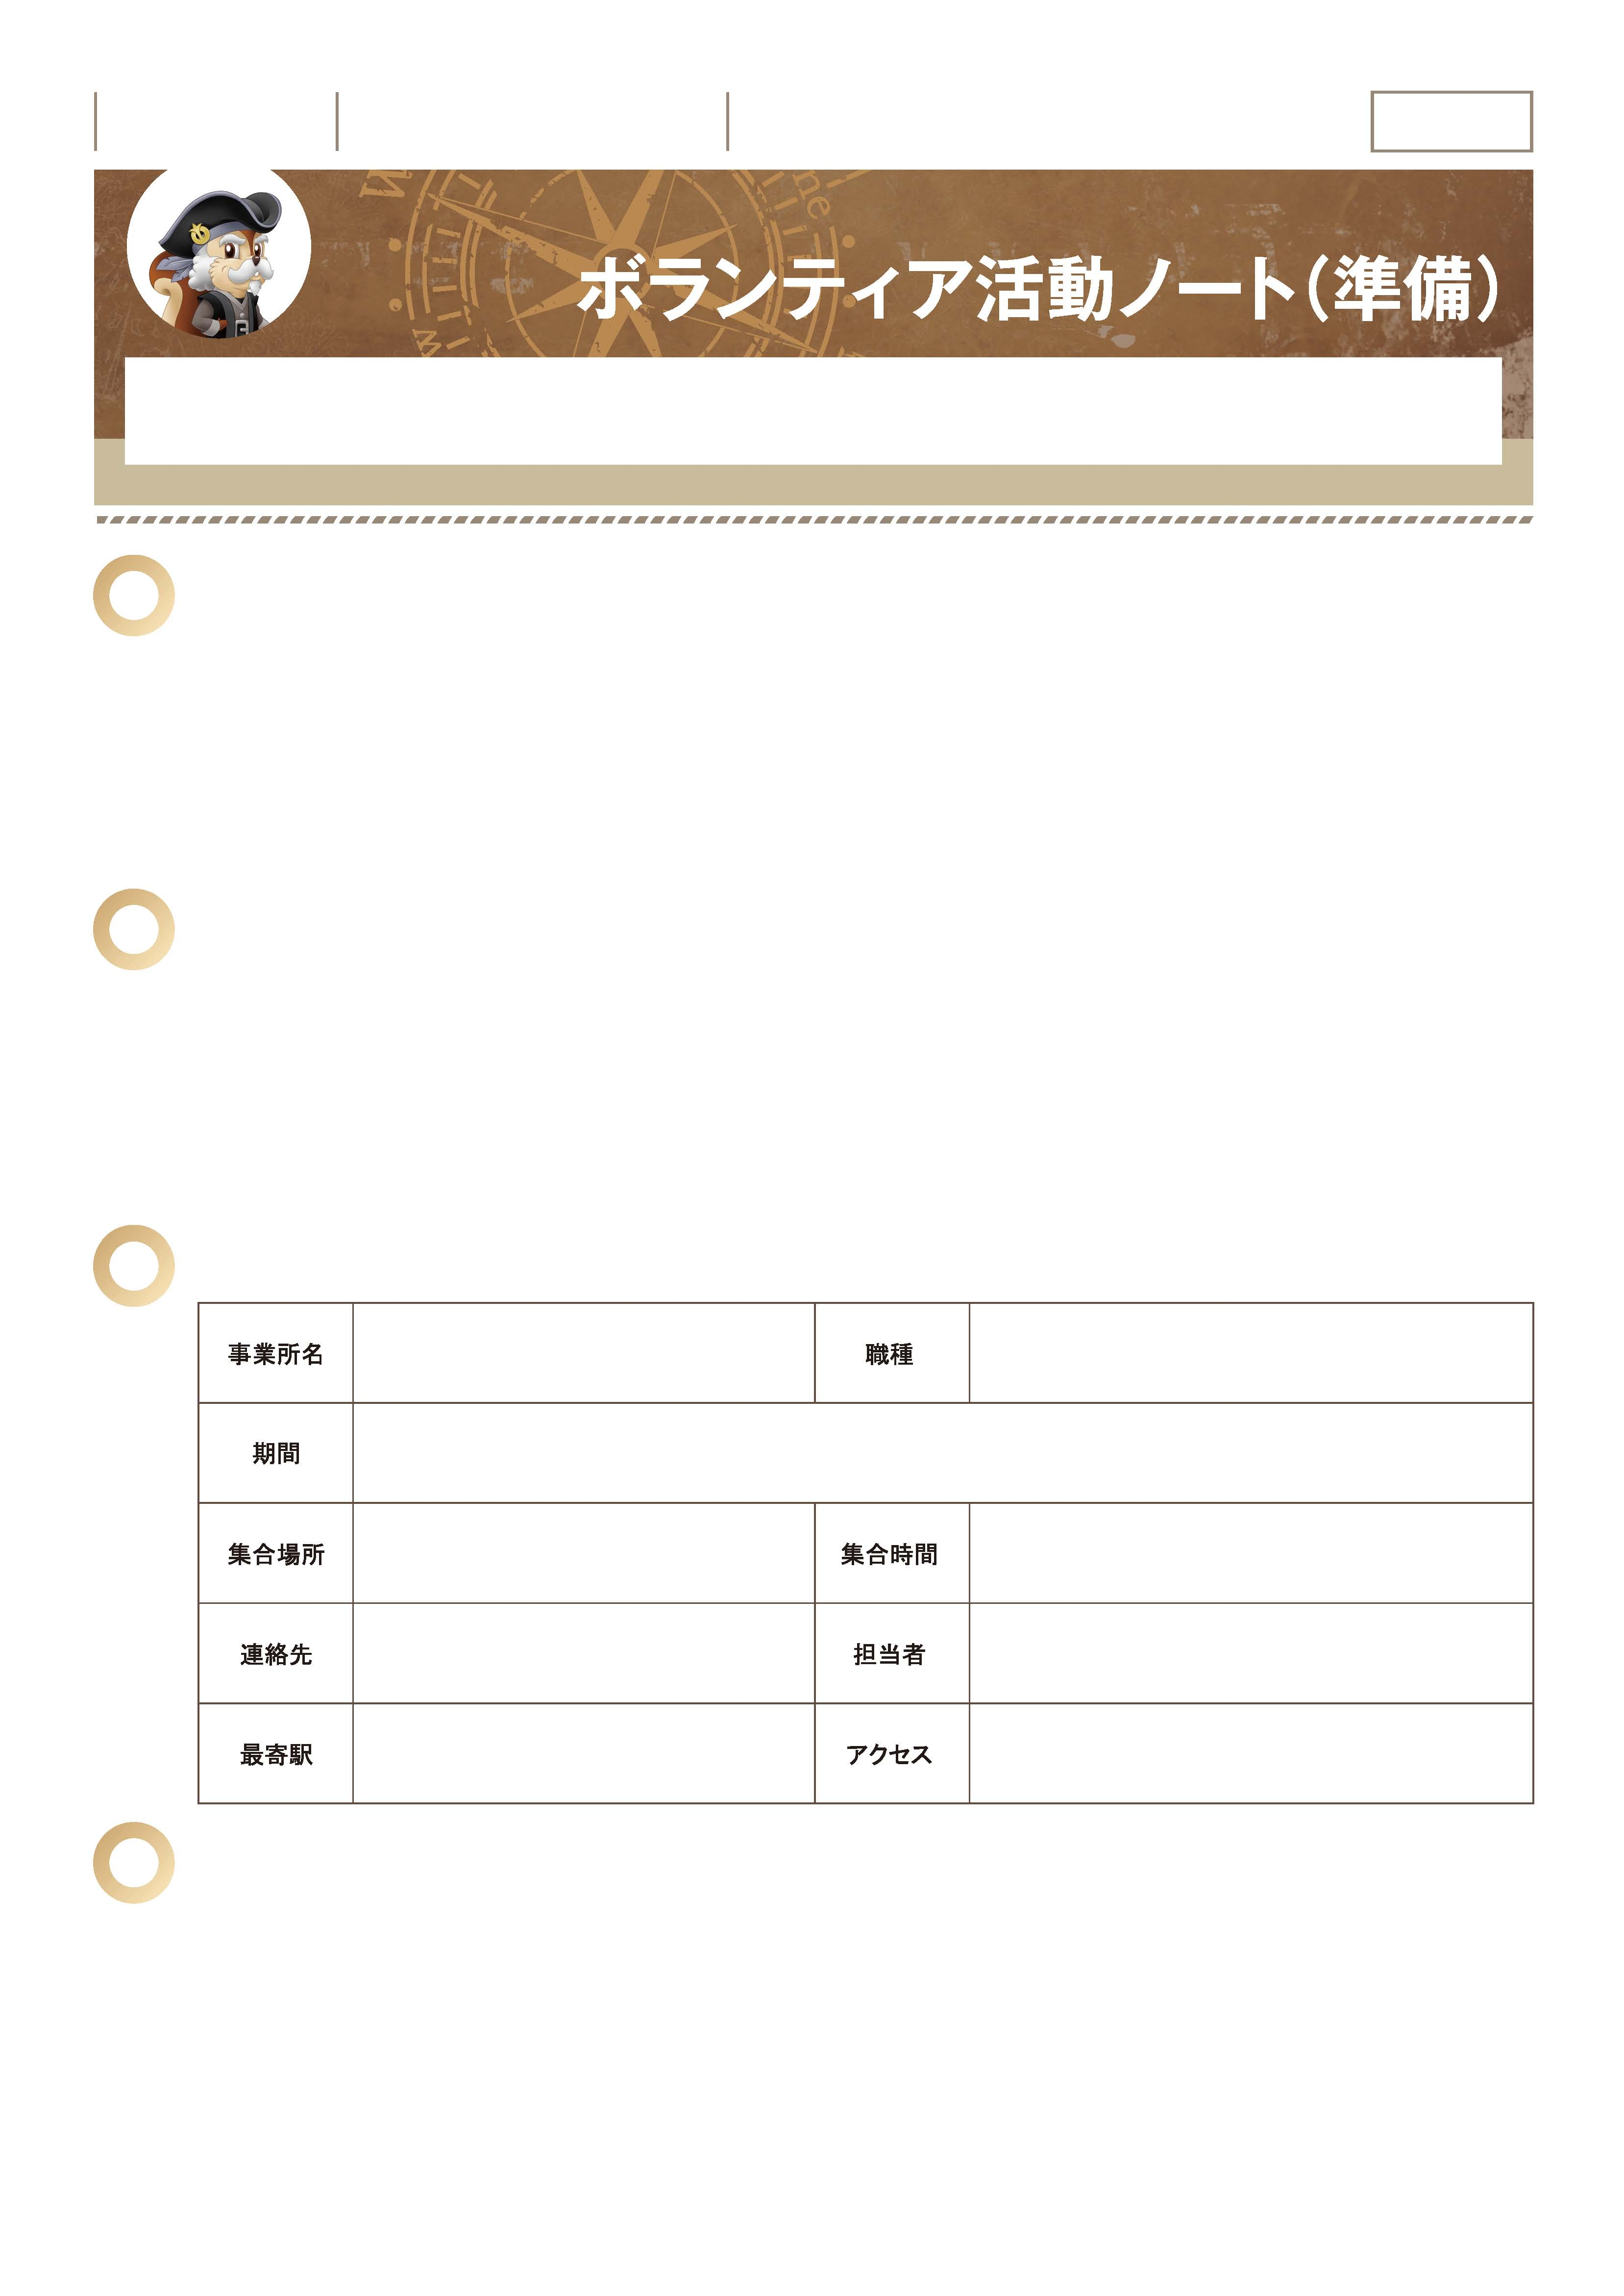 ボランティア活動ノート（準備）
事業所名 職種
期間
集合場所 集合時間
連絡先 担当者
最寄駅 アクセス